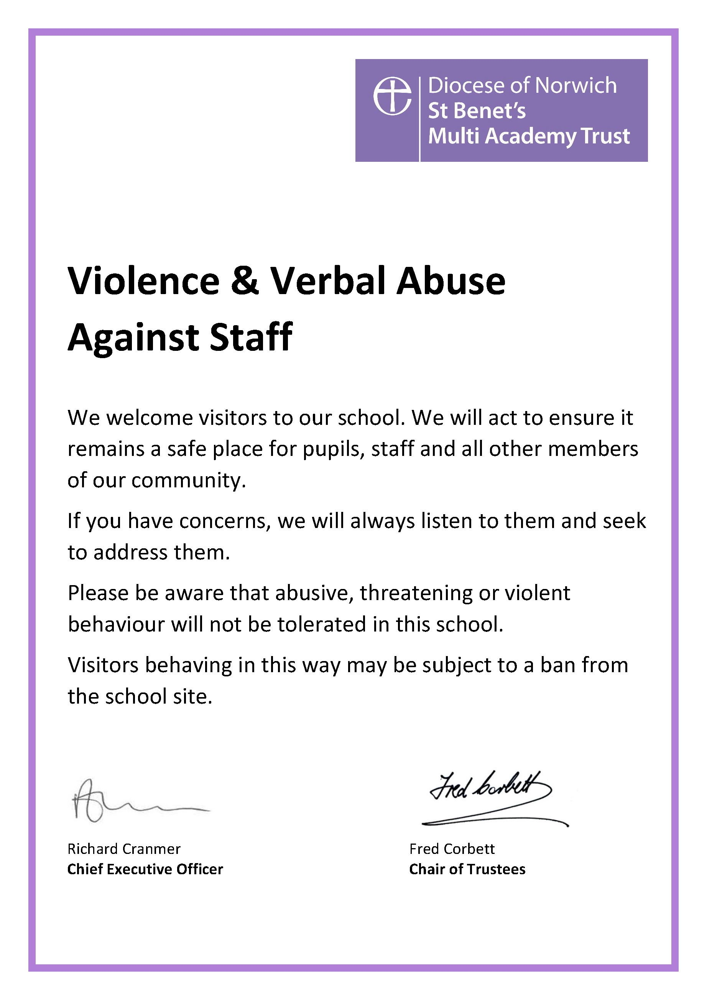 Diocese of Norwich
St Benet’s
Multi Academy Trust
Violence & Verbal Abuse
Against Staff
We welcome visitors to our school. We will act to ensure it
remains a safe place for pupils, staff and all other members
of our community.
If you have concerns, we will always listen to them and seek
to address them.
Please be aware that abusive, threatening or violent
behaviour will not be tolerated in this school.
Visitors behaving in this way may be subject to a ban from
the school site.
Fred Corbett
Richard Cranmer
Chief Executive Officer
Fred Corbett
Chair of Trustees